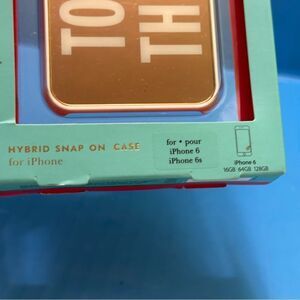 TO
TH
HYBRID SNAP ON CASE
for iPhone
for • pour
iPhone 6
iPhone 6s
iPhone 6
16GB 64GB 128GB